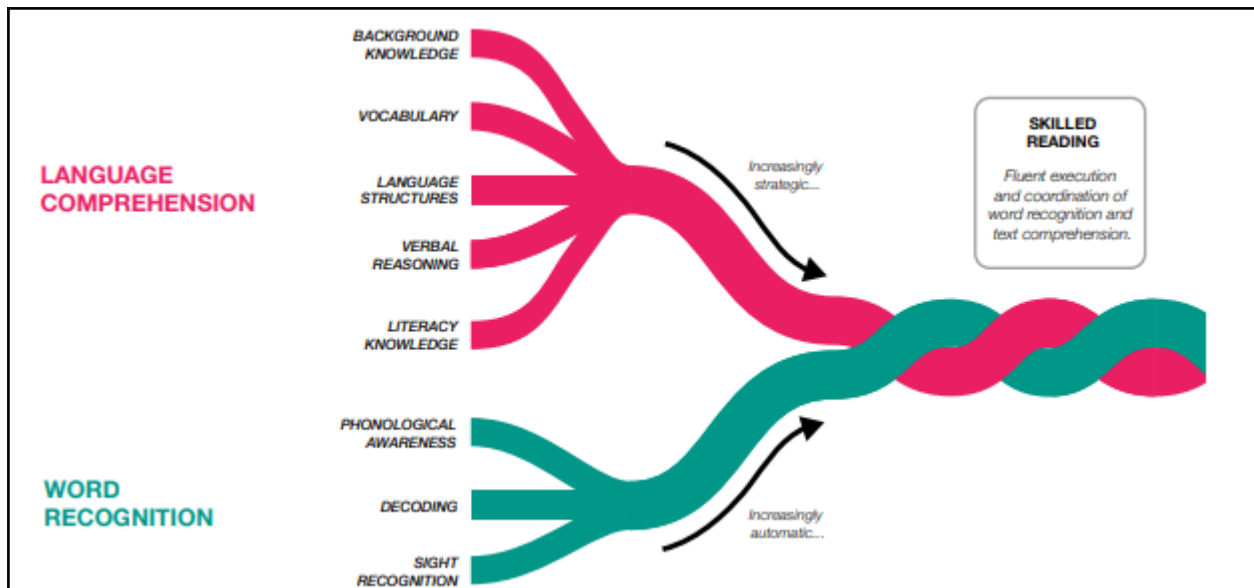 BACKGROUND
KNOWLEDGE
VOCABULARY
LANGUAGE
COMPREHENSION
LANGUAGE
STRUCTURES
VERBAL
REASONING
LITERACY
KNOWLEDGE
Increasingly
strategic...
SKILLED
READING
Fluent execution
and coordination of
word recognition and
text comprehension.
PHONOLOGICAL
AWARENESS
WORD
RECOGNITION
DECODING
SIGHT
RECOGNITION
Increasingly
automatic...